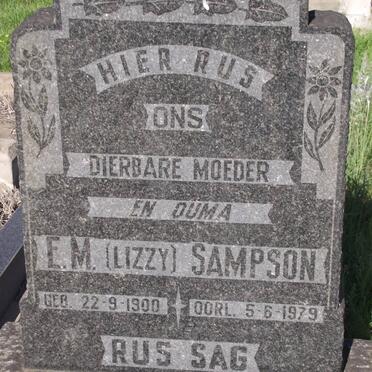 HIER RUS
ONS
DIERBARE MOEDER
EN OUMA
E.M. (LIZZY) SAMPSON
GEB. 22-9-1900 OORL. 5-6-1979
RUS SAG